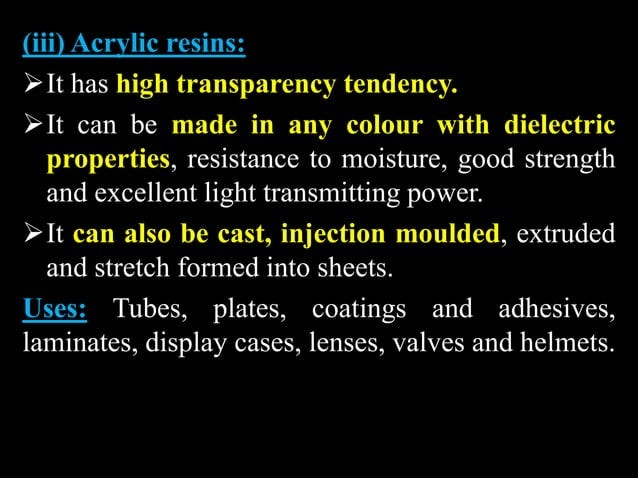 (iii) Acrylic resins:
➢It has high transparency tendency.
➢It can be made in any colour with dielectric
properties, resistance to moisture, good strength
and excellent light transmitting power.
➢It can also be cast, injection moulded, extruded
and stretch formed into sheets.
Uses: Tubes, plates, coatings and adhesives,
laminates, display cases, lenses, valves and helmets.